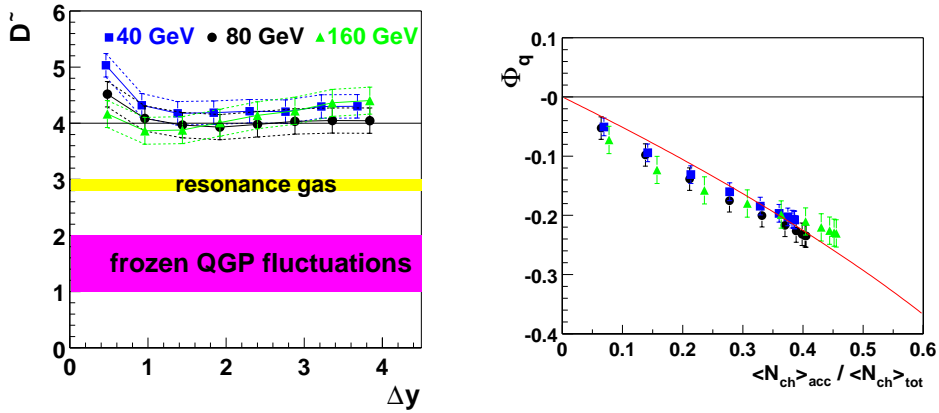 D~
40 GeV 80 GeV 160 GeV
6
5
4
3
2
1
0
resonance gas
frozen QGP fluctuations
0 1 2 3 4
Δy
Φq
0.1
-0
-0.1
-0.2
-0.3
-0.4
0 0.1 0.2 0.3 0.4 0.5 0.6
<Nch>acc / <Nch>tot